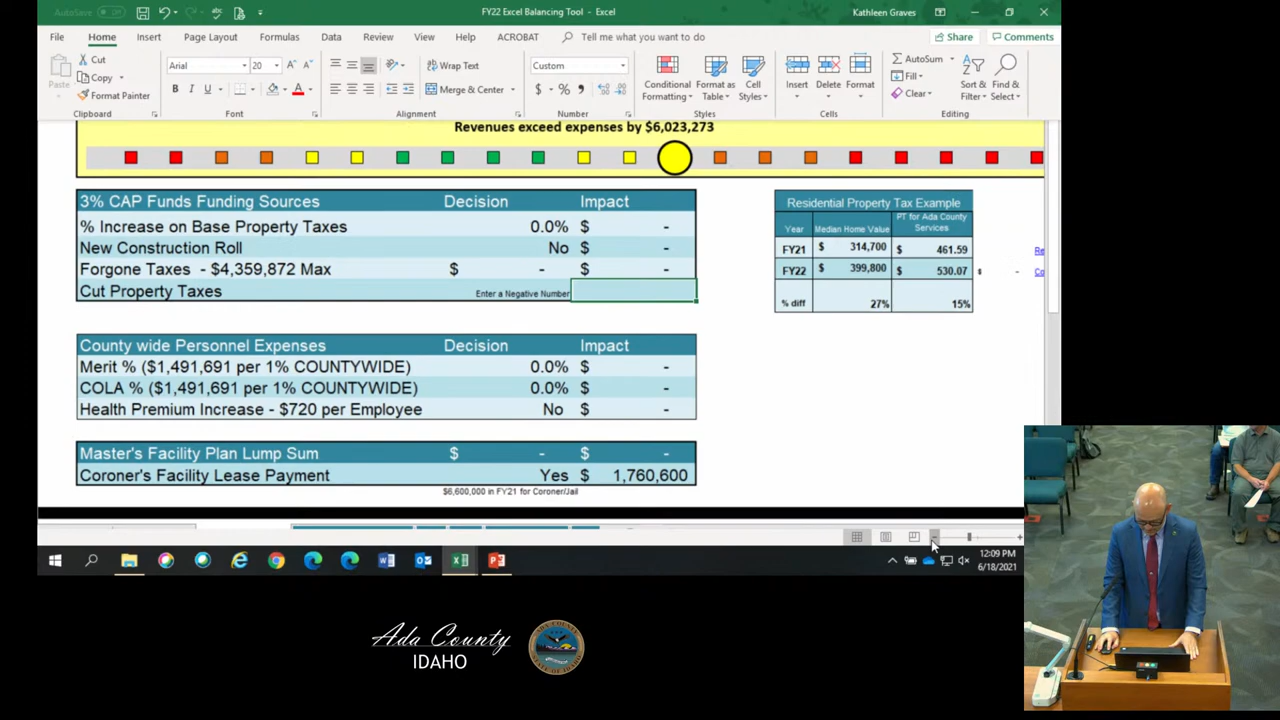 AutoSave Off FY22 Excel Balancing Tool - Excel Kathleen Graves
File Home Insert Page Layout Formulas Data Review View Help ACROBAT Tell me what you want to do Share Comments
Paste Cut Copy Format Painter
Arial 20 A A B I U A
Wrap Text Merge & Center
Custom $ % 9
Conditional Formatting Format as Table Cell Styles
Insert Delete Format
AutoSum Fill Clear Sort & Filter Find & Select
Clipboard Font Alignment Number Styles Cells Editing
Revenues exceed expenses by $6,023,273
3% CAP Funds Funding Sources Decision Impact
% Increase on Base Property Taxes 0.0% $ -
New Construction Roll No $ -
Forgone Taxes - $4,359,872 Max $ - $ -
Cut Property Taxes Enter a Negative Number
Residential Property Tax Example
Year Median Home Value PT for Ada County Services
FY21 $ 314,700 $ 461.59
FY22 $ 399,800 $ 530.07 $ -
% diff 27% 15%
Re
Co
County wide Personnel Expenses Decision Impact
Merit % ($1,491,691 per 1% COUNTYWIDE) 0.0% $ -
COLA % ($1,491,691 per 1% COUNTYWIDE) 0.0% $ -
Health Premium Increase - $720 per Employee No $ -
Master's Facility Plan Lump Sum $ - $ -
Coroner's Facility Lease Payment Yes $ 1,760,600
$6,600,000 in FY21 for Coroner/Jail
12:09 PM
6/18/2021
Ada County
IDAHO